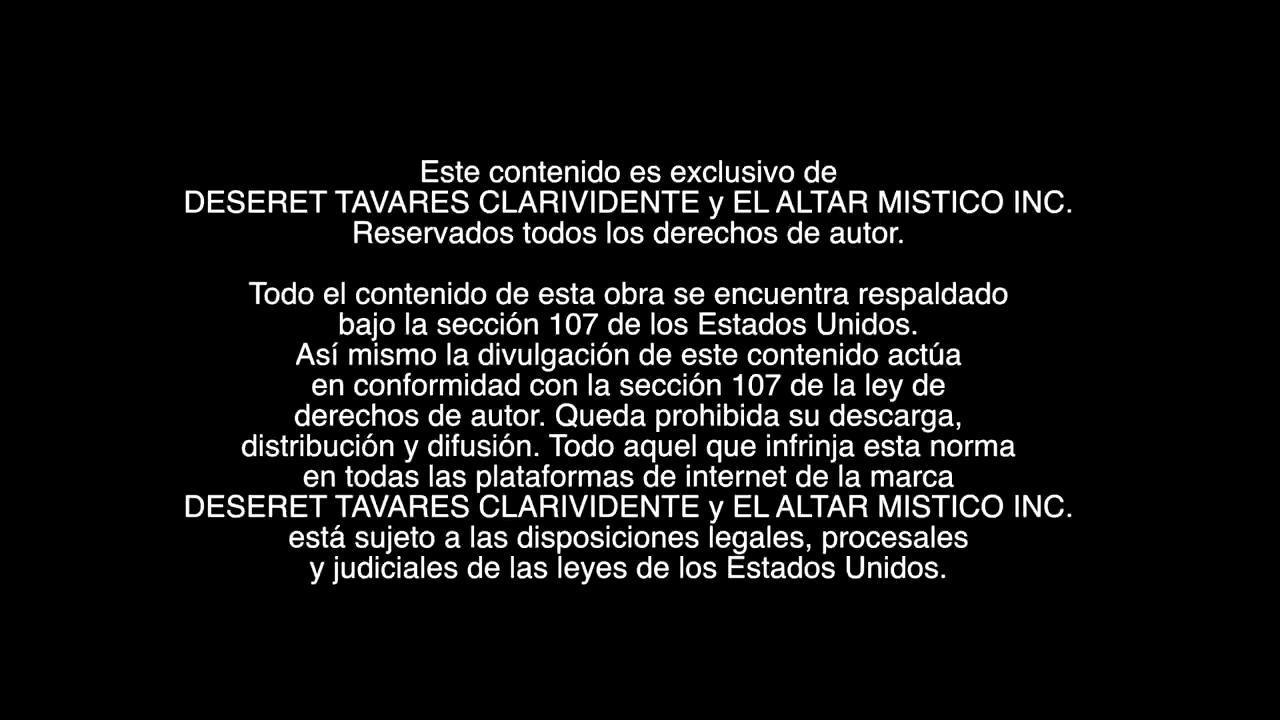 Este contenido es exclusivo de
DESERET TAVARES CLARIVIDENTE y EL ALTAR MISTICO INC.
Reservados todos los derechos de autor.
Todo el contenido de esta obra se encuentra respaldado
bajo la sección 107 de los Estados Unidos.
Así mismo la divulgación de este contenido actúa
en conformidad con la sección 107 de la ley de
derechos de autor. Queda prohibida su descarga,
distribución y difusión. Todo aquel que infrinja esta norma
en todas las plataformas de internet de la marca
DESERET TAVARES CLARIVIDENTE y EL ALTAR MISTICO INC.
está sujeto a las disposiciones legales, procesales
y judiciales de las leyes de los Estados Unidos.